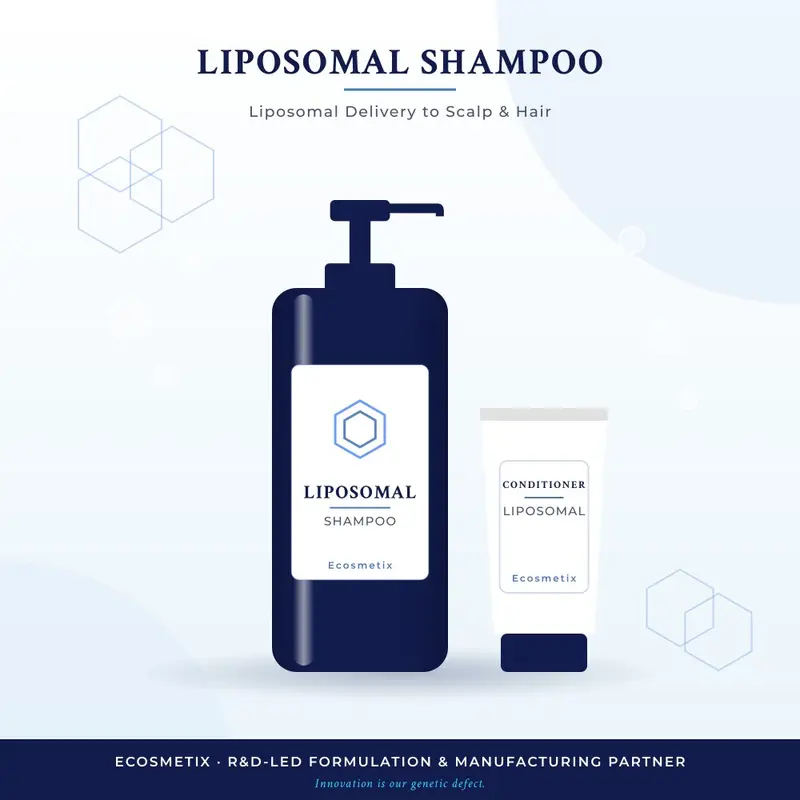 LIPOSOMAL SHAMPOO
Liposomal Delivery to Scalp & Hair
LIPOSOMAL
SHAMPOO
Ecosmetix
CONDITIONER
LIPOSOMAL
Ecosmetix
ECOSMETIX · R&D-LED FORMULATION & MANUFACTURING PARTNER
Innovation is our genetic defect.